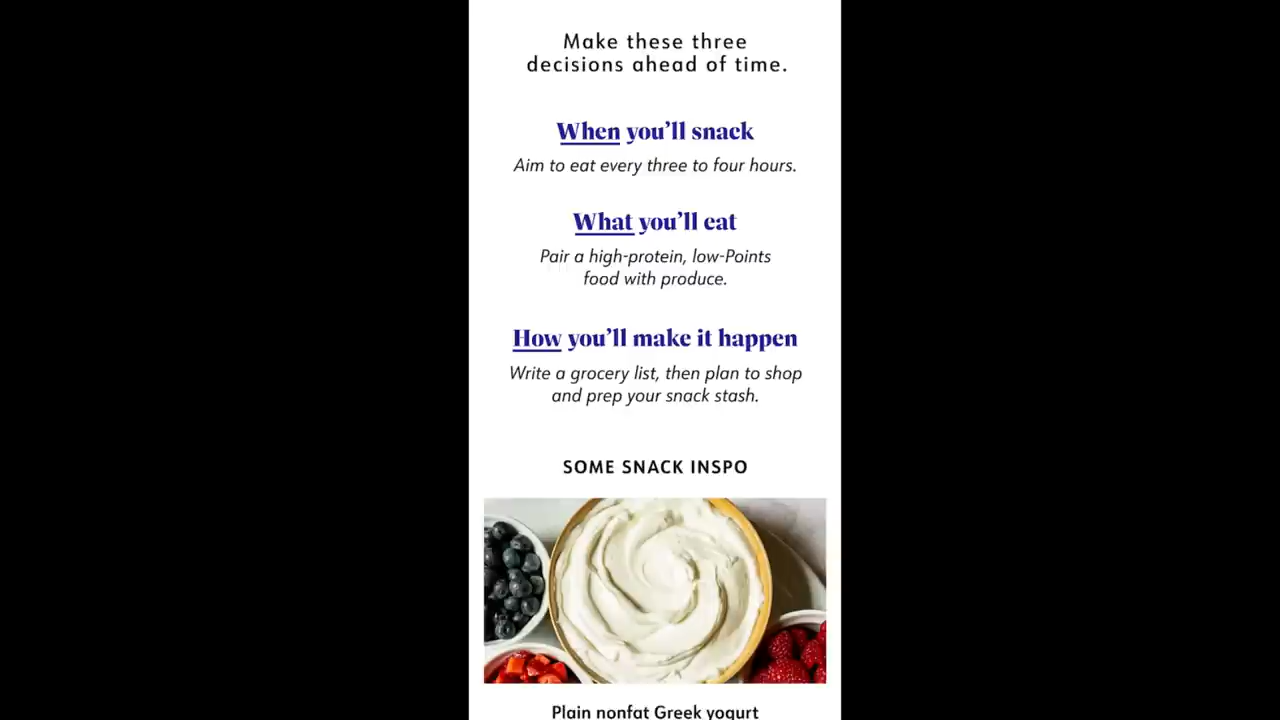 Make these three
decisions ahead of time.
When you'll snack
Aim to eat every three to four hours.
What you'll eat
Pair a high-protein, low-Points
food with produce.
How you'll make it happen
Write a grocery list, then plan to shop
and prep your snack stash.
SOME SNACK INSPO
Plain nonfat Greek yogurt